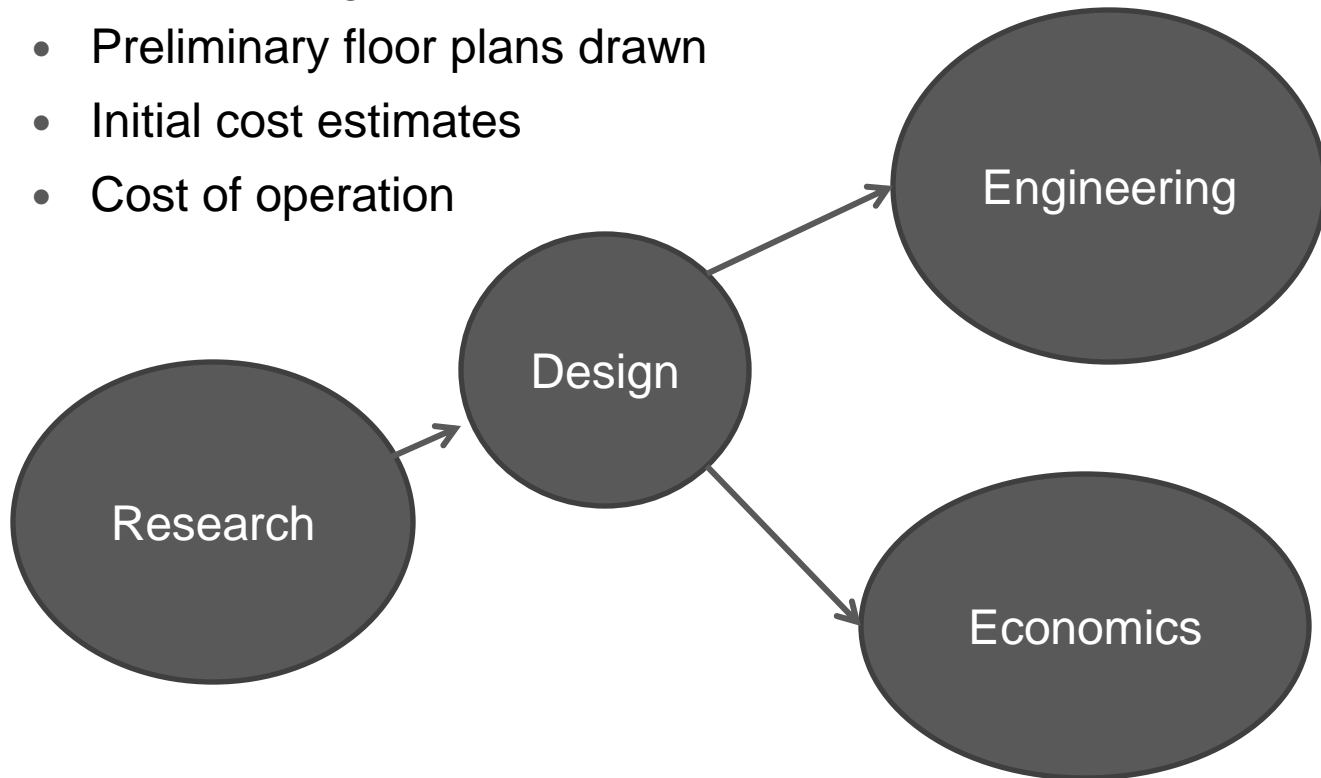 • Preliminary floor plans drawn
• Initial cost estimates
• Cost of operation
Engineering
Design
Research
Economics